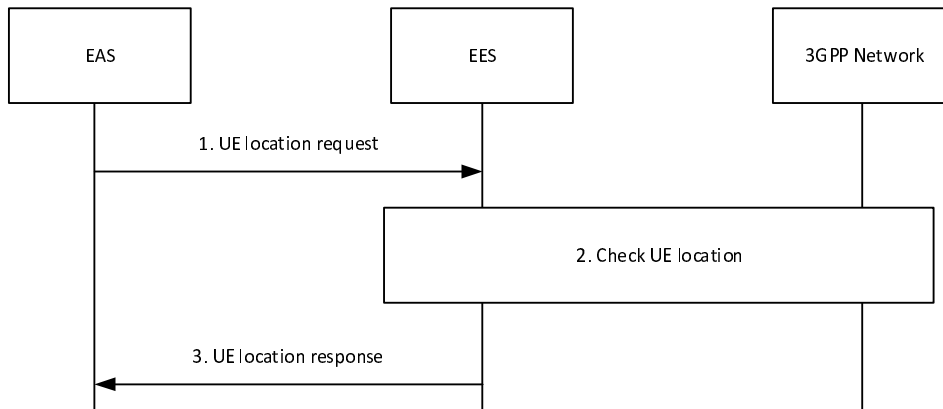 EAS
EES
3GPP Network
1. UE location request
2. Check UE location
3. UE location response